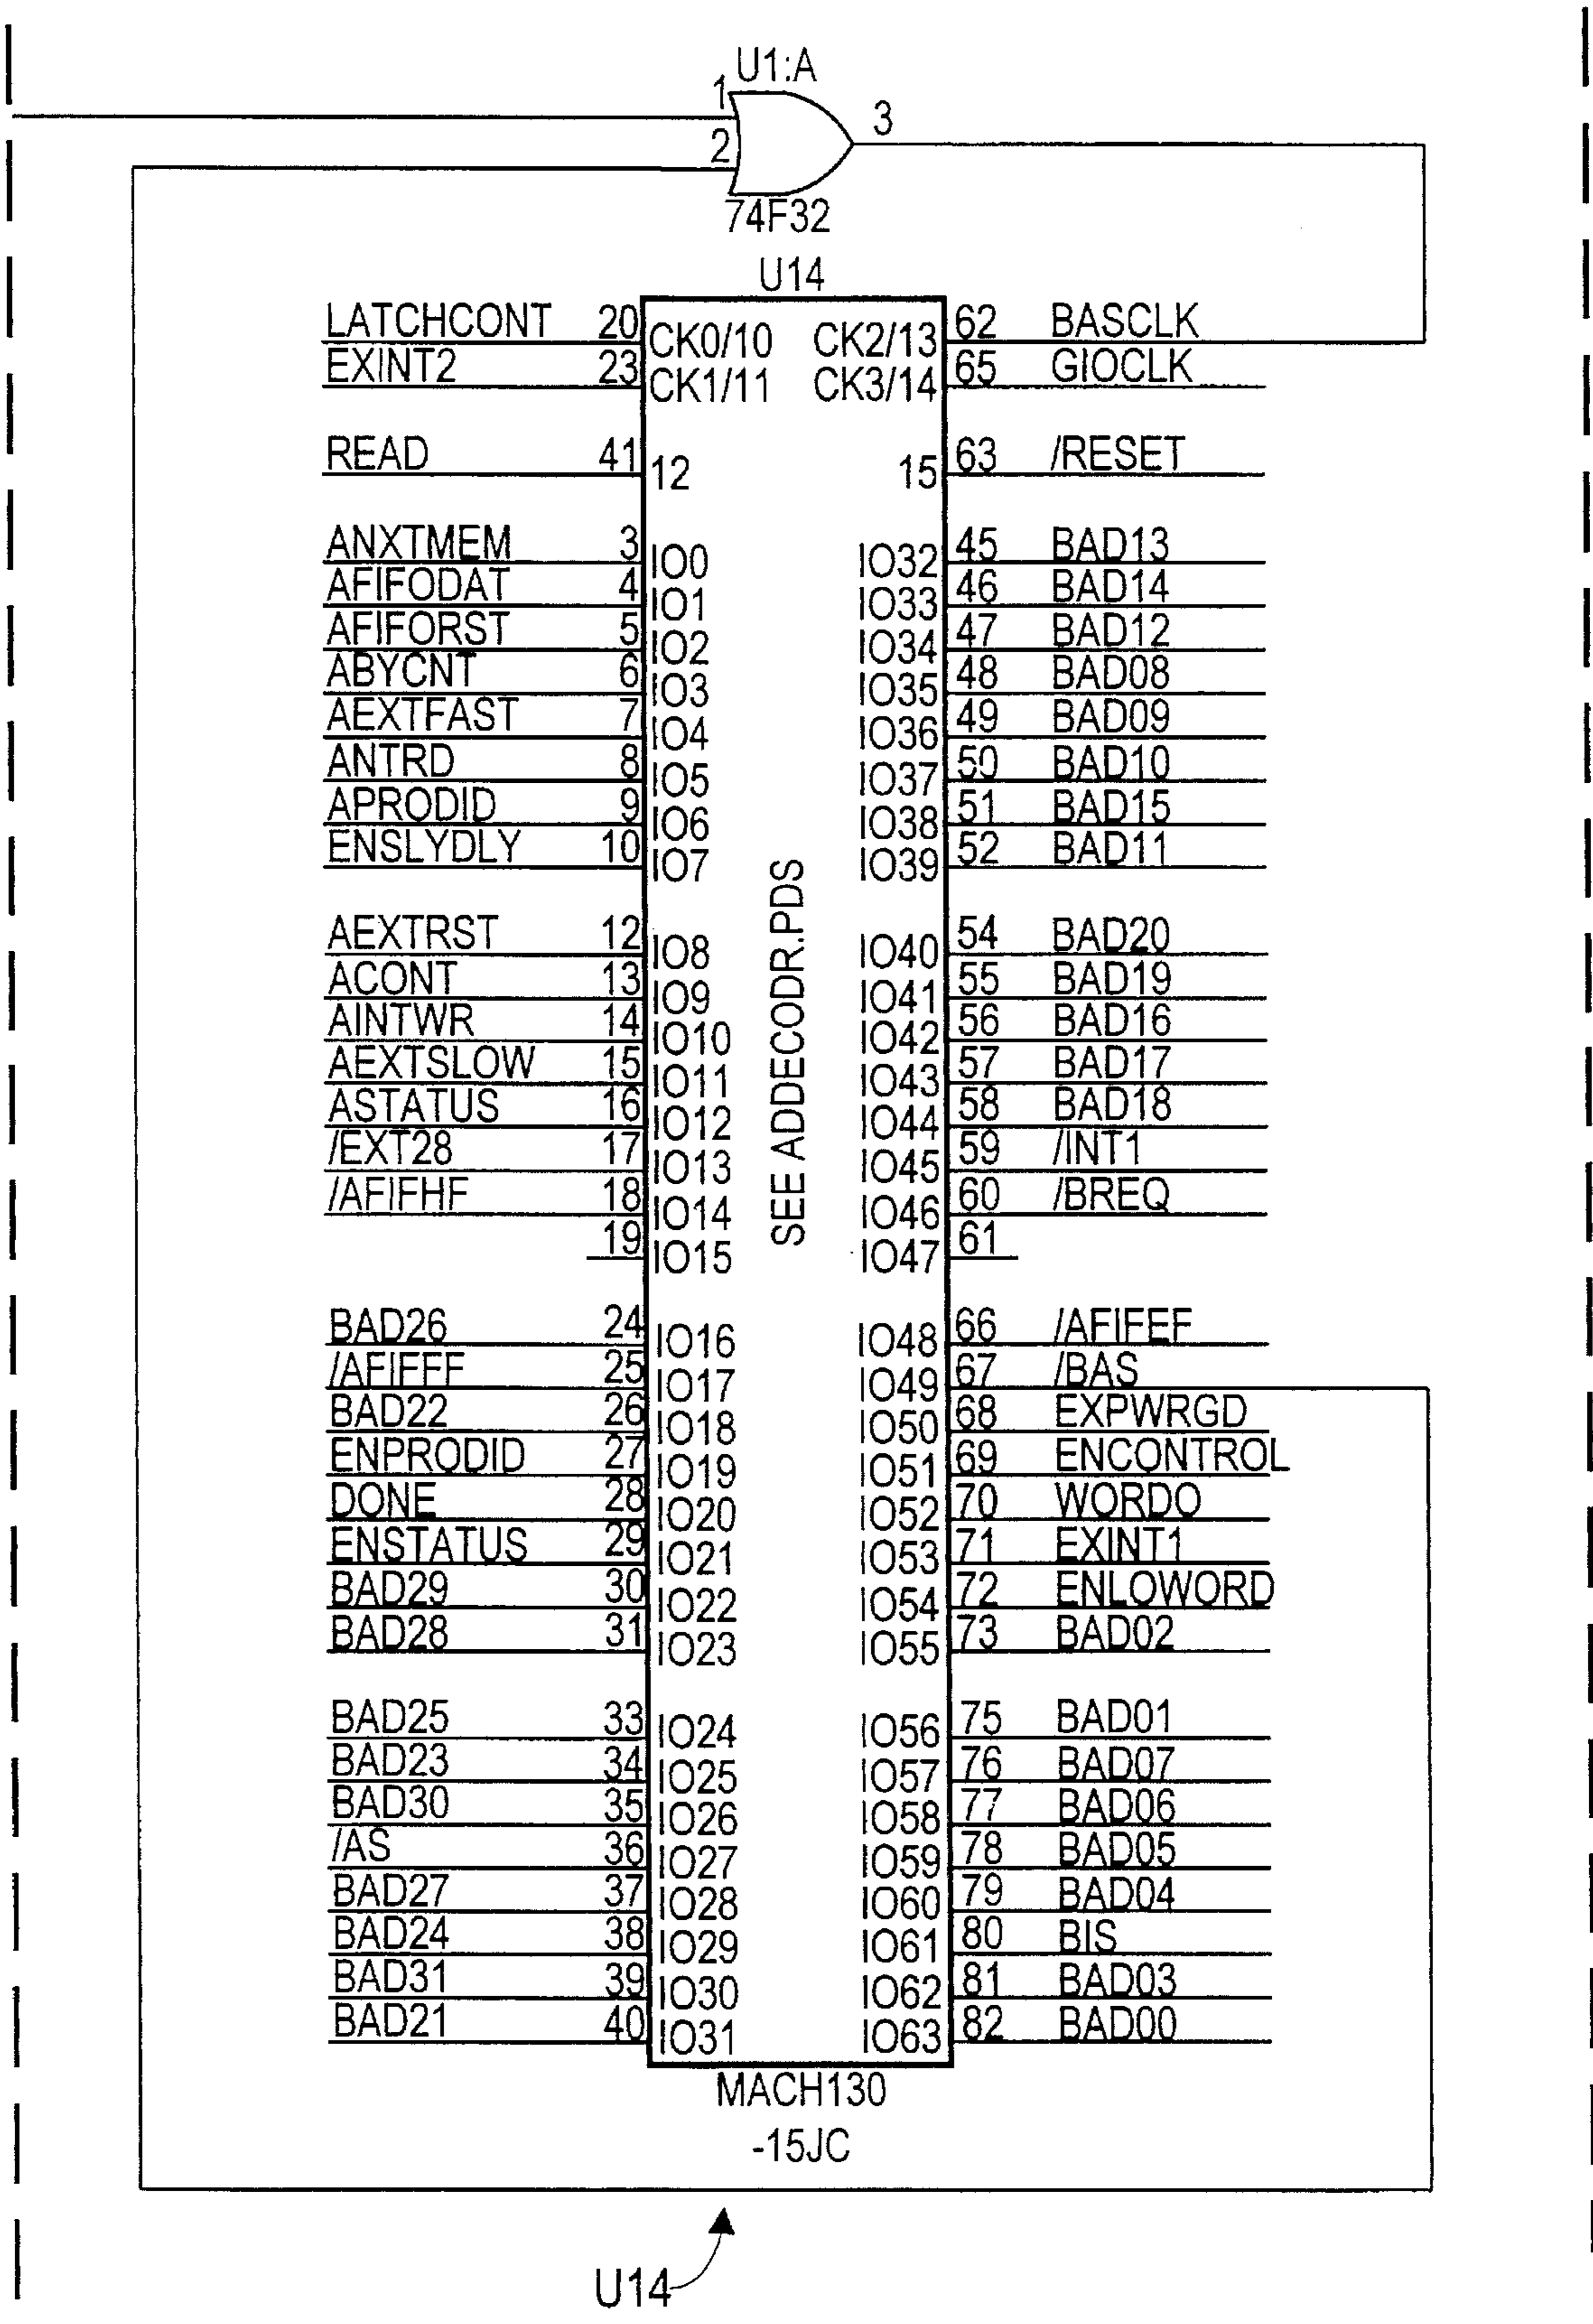 U1:A
1
2
3
74F32
U14
LATCHCONT 20 CK0/10 CK2/13 62 BASCLK
EXINT2 23 CK1/11 CK3/14 65 GIOCLK
READ 41 12 15 63 /RESET
ANXTMEM 3 IO0 IO32 45 BAD13
AFIFODAT 4 IO1 IO33 46 BAD14
AFIFORST 5 IO2 IO34 47 BAD12
ABYCNT 6 IO3 IO35 48 BAD08
AEXTFAST 7 IO4 IO36 49 BAD09
ANTRD 8 IO5 IO37 50 BAD10
APRODID 9 IO6 IO38 51 BAD15
ENSLYDLY 10 IO7 IO39 52 BAD11
AEXTRST 12 IO8 IO40 54 BAD20
ACONT 13 IO9 IO41 55 BAD19
AINTWR 14 IO10 IO42 56 BAD16
AEXTSLOW 15 IO11 IO43 57 BAD17
ASTATUS 16 IO12 IO44 58 BAD18
/EXT28 17 IO13 IO45 59 /INT1
/AFIFHF 18 IO14 IO46 60 /BREQ
19 IO15 IO47 61
SEE ADDECODR.PDS
BAD26 24 IO16 IO48 66 /AFIFEF
/AFIFFF 25 IO17 IO49 67 /BAS
BAD22 26 IO18 IO50 68 EXPWRGD
ENPRODID 27 IO19 IO51 69 ENCONTROL
DONE 28 IO20 IO52 70 WORDO
ENSTATUS 29 IO21 IO53 71 EXINT1
BAD29 30 IO22 IO54 72 ENLOWORD
BAD28 31 IO23 IO55 73 BAD02
BAD25 33 IO24 IO56 75 BAD01
BAD23 34 IO25 IO57 76 BAD07
BAD30 35 IO26 IO58 77 BAD06
/AS 36 IO27 IO59 78 BAD05
BAD27 37 IO28 IO60 79 BAD04
BAD24 38 IO29 IO61 80 BIS
BAD31 39 IO30 IO62 81 BAD03
BAD21 40 IO31 IO63 82 BAD00
MACH130
-15JC
U14